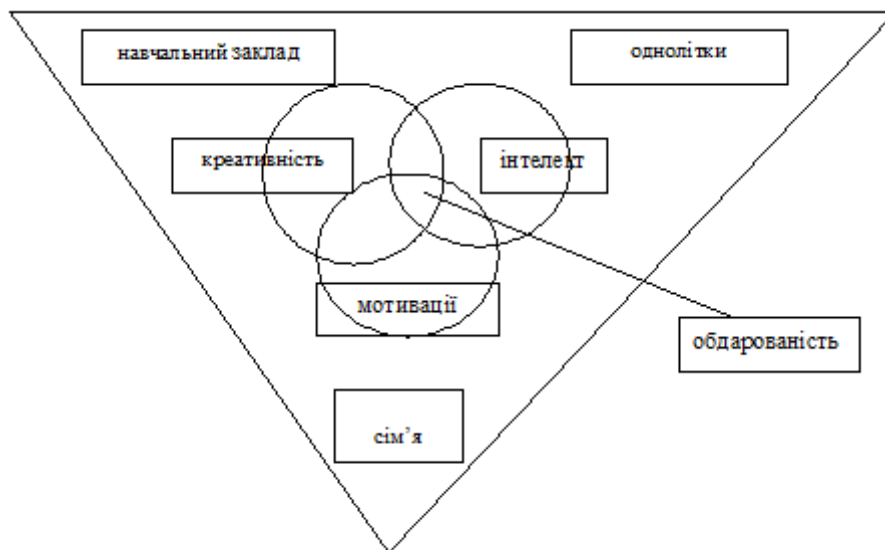 навчальний заклад
однолітки
креативність
інтелект
мотивації
обдарованість
сім’я